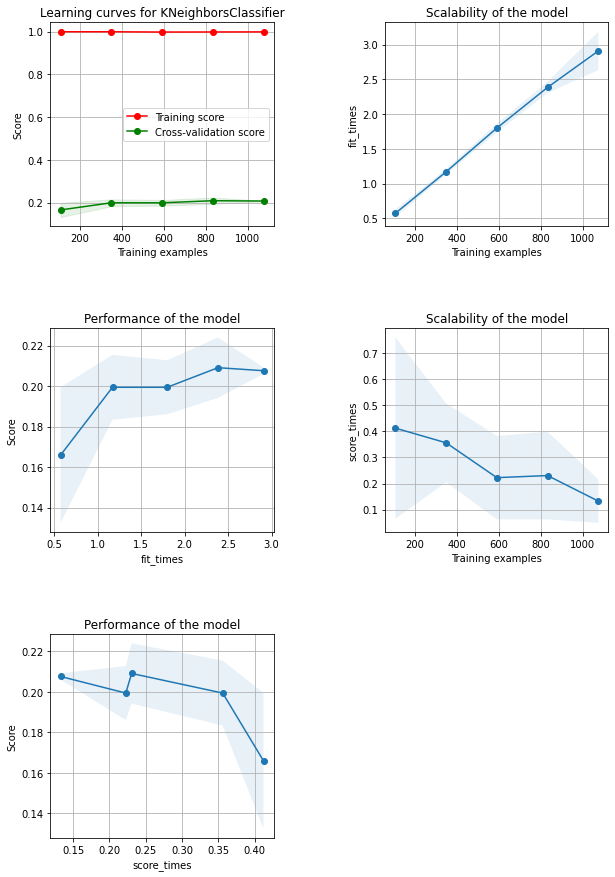 Learning curves for KNeighborsClassifier
Score
1.0
0.8
0.6
0.4
0.2
Training score
Cross-validation score
200 400 600 800 1000
Training examples
Scalability of the model
fit_times
3.0
2.5
2.0
1.5
1.0
0.5
200 400 600 800 1000
Training examples
Performance of the model
Score
0.22
0.20
0.18
0.16
0.14
0.5 1.0 1.5 2.0 2.5 3.0
fit_times
Scalability of the model
score_times
0.7
0.6
0.5
0.4
0.3
0.2
0.1
200 400 600 800 1000
Training examples
Performance of the model
Score
0.22
0.20
0.18
0.16
0.14
0.15 0.20 0.25 0.30 0.35 0.40
score_times